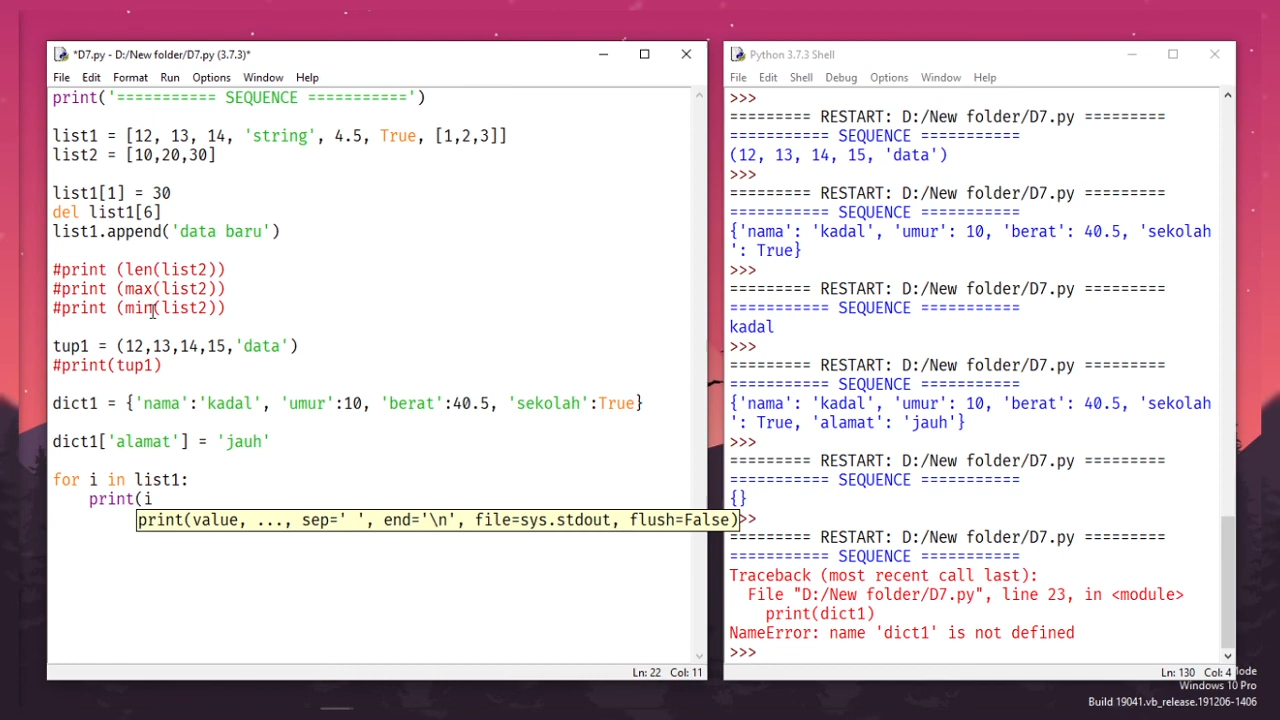 *D7.py - D:/New folder/D7.py (3.7.3)*
File Edit Format Run Options Window Help
print('=========== SEQUENCE ===========')
list1 = [12, 13, 14, 'string', 4.5, True, [1,2,3]]
list2 = [10,20,30]
list1[1] = 30
del list1[6]
list1.append('data baru')
#print (len(list2))
#print (max(list2))
#print (min(list2))
tup1 = (12,13,14,15,'data')
#print(tup1)
dict1 = {'nama':'kadal', 'umur':10, 'berat':40.5, 'sekolah':True}
dict1['alamat'] = 'jauh'
for i in list1:
print(i
print(value, ..., sep=' ', end='\n', file=sys.stdout, flush=False)
Ln: 22 Col: 11
Python 3.7.3 Shell
File Edit Shell Debug Options Window Help
>>>
========= RESTART: D:/New folder/D7.py =========
=========== SEQUENCE ===========
(12, 13, 14, 15, 'data')
>>>
========= RESTART: D:/New folder/D7.py =========
=========== SEQUENCE ===========
{'nama': 'kadal', 'umur': 10, 'berat': 40.5, 'sekolah
': True}
>>>
========= RESTART: D:/New folder/D7.py =========
=========== SEQUENCE ===========
kadal
>>>
========= RESTART: D:/New folder/D7.py =========
=========== SEQUENCE ===========
{'nama': 'kadal', 'umur': 10, 'berat': 40.5, 'sekolah
': True, 'alamat': 'jauh'}
>>>
========= RESTART: D:/New folder/D7.py =========
=========== SEQUENCE ===========
{}
>>
========= RESTART: D:/New folder/D7.py =========
=========== SEQUENCE ===========
Traceback (most recent call last):
File "D:/New folder/D7.py", line 23, in <module>
print(dict1)
NameError: name 'dict1' is not defined
>>>
Ln: 130 Col: 4
Mode
Windows 10 Pro
Build 19041.vb_release.191206-1406